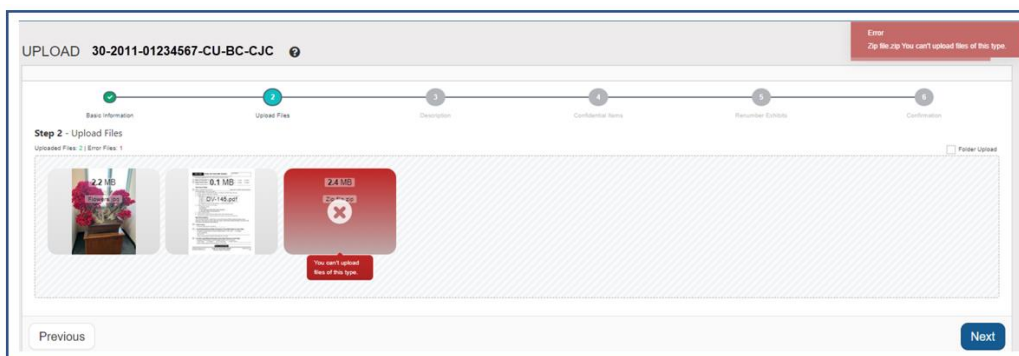 Error
Zip file.zip You can't upload files of this type.
UPLOAD 30-2011-01234567-CU-BC-CJC ?
2 3 4 5 6
Basic Information Upload Files Description Confidential Items Renumber Exhibits Confirmation
Step 2 - Upload Files
Uploaded Files: 2 | Error Files: 1 Folder Upload
2.2 MB 0.1 MB 2.4 MB
Flowers.jpg DV-145.pdf Zip file.zip
You can't upload
files of this type.
Previous Next